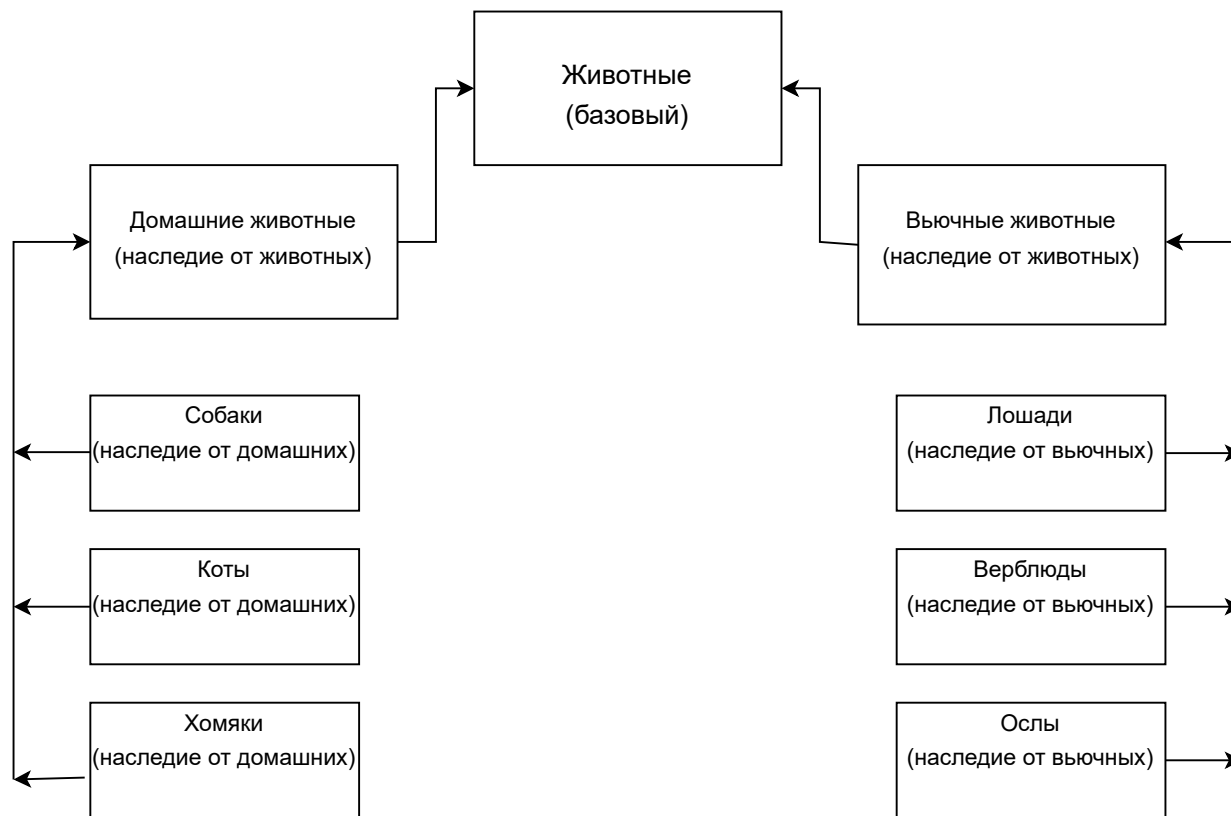 Животные
(базовый)
Домашние животные
(наследие от животных)
Вьючные животные
(наследие от животных)
Собаки
(наследие от домашних)
Лошади
(наследие от вьючных)
Коты
(наследие от домашних)
Верблюды
(наследие от вьючных)
Хомяки
(наследие от домашних)
Ослы
(наследие от вьючных)